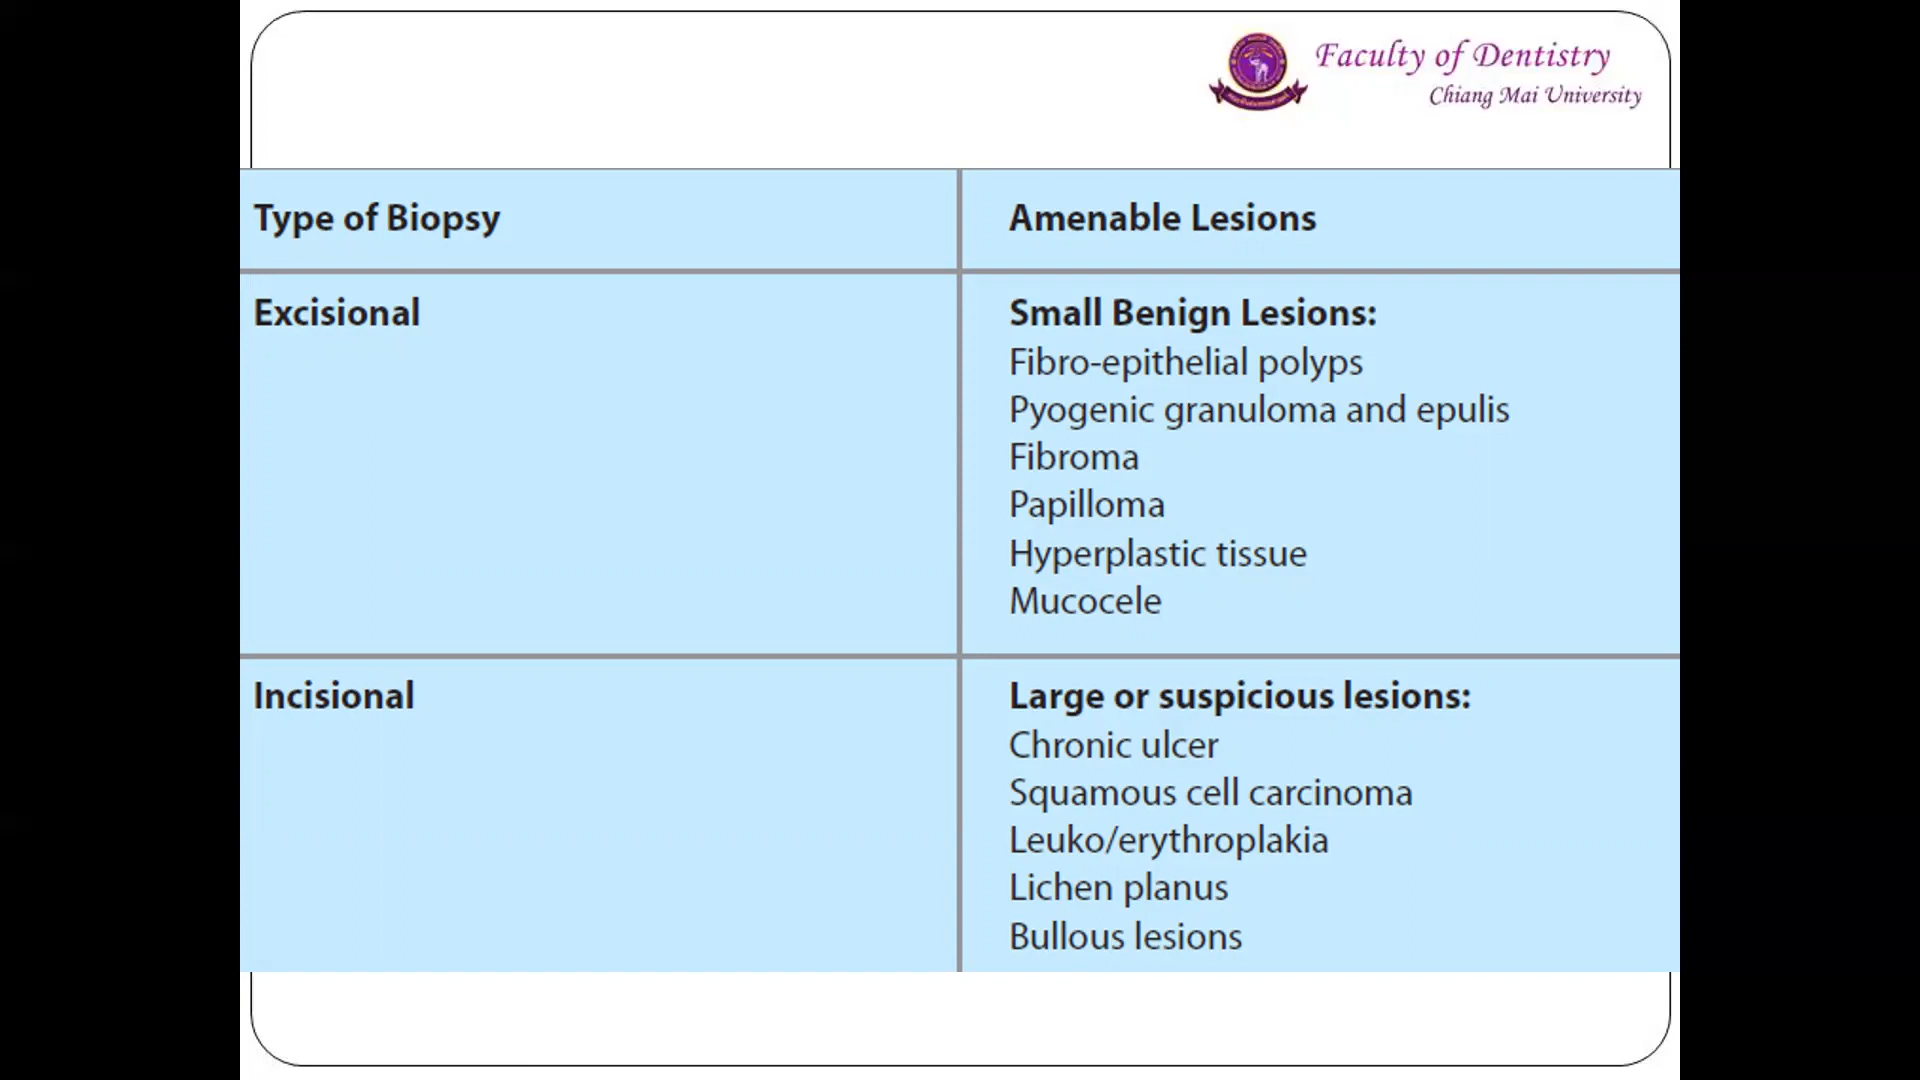 Faculty of Dentistry
Chiang Mai University
Type of Biopsy
Amenable Lesions
Excisional
Small Benign Lesions:
Fibro-epithelial polyps
Pyogenic granuloma and epulis
Fibroma
Papilloma
Hyperplastic tissue
Mucocele
Incisional
Large or suspicious lesions:
Chronic ulcer
Squamous cell carcinoma
Leuko/erythroplakia
Lichen planus
Bullous lesions